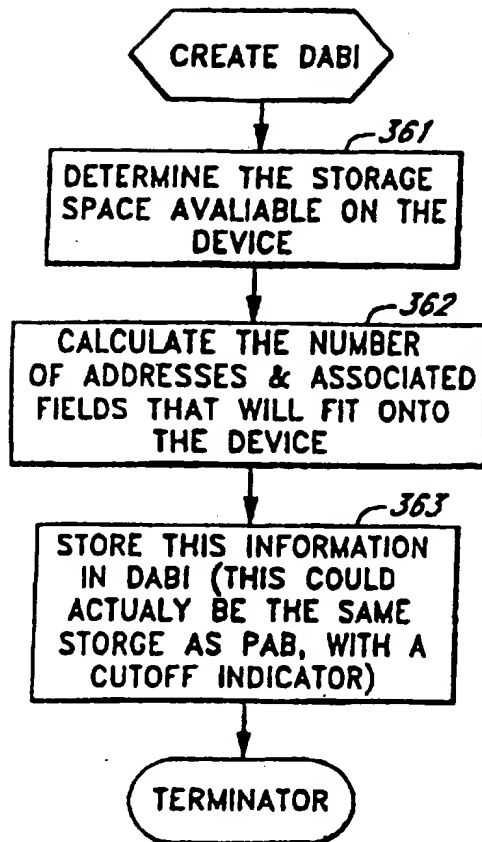 CREATE DABI
361
DETERMINE THE STORAGE
SPACE AVALIABLE ON THE
DEVICE
362
CALCULATE THE NUMBER
OF ADDRESSES & ASSOCIATED
FIELDS THAT WILL FIT ONTO
THE DEVICE
363
STORE THIS INFORMATION
IN DABI (THIS COULD
ACTUALY BE THE SAME
STORGE AS PAB, WITH A
CUTOFF INDICATOR)
TERMINATOR